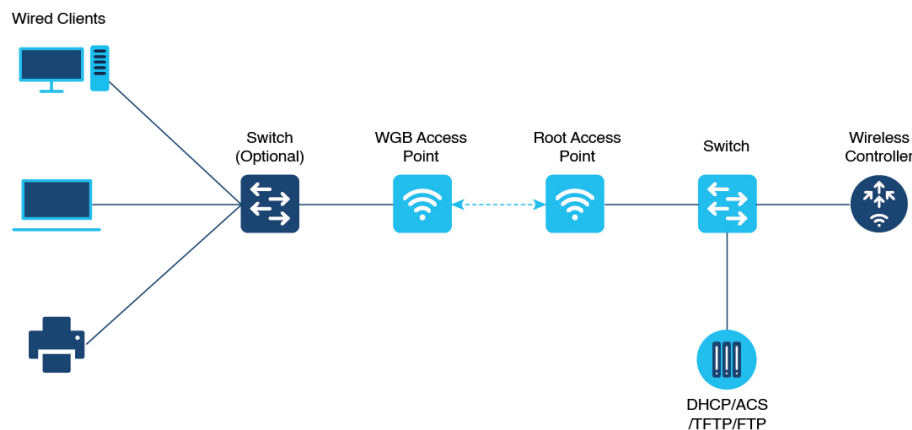 Wired Clients
Switch
(Optional)
WGB Access
Point
Root Access
Point
Switch
Wireless
Controller
DHCP/ACS
/TFTP/FTP